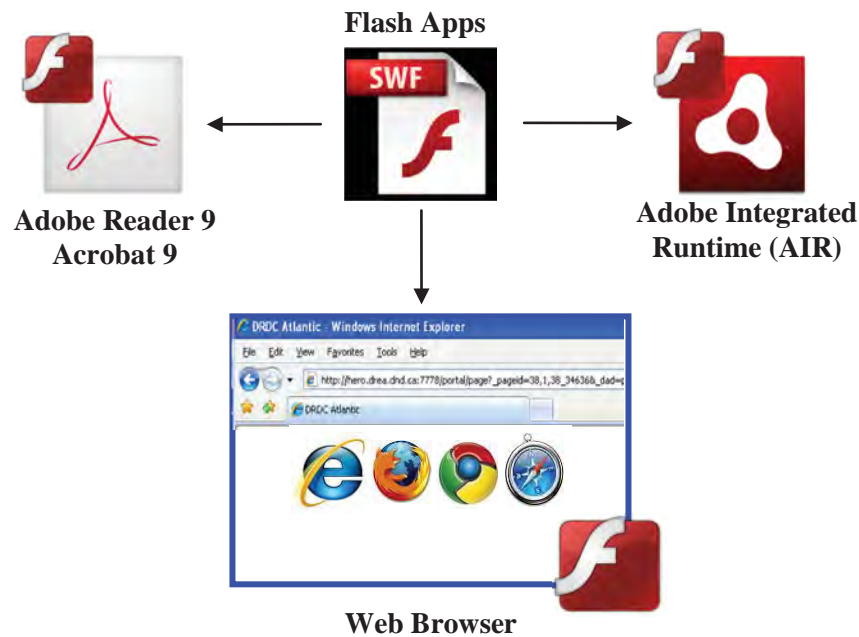 Flash Apps
SWF
Adobe Reader 9
Acrobat 9
Adobe Integrated
Runtime (AIR)
DRDC Atlantic - Windows Internet Explorer
File Edit View Favorites Tools Help
http://hero.drea.dnd.ca:7778/portal/page?_pageid=38,1,38_34636&_dad=p
DRDC Atlantic
Web Browser